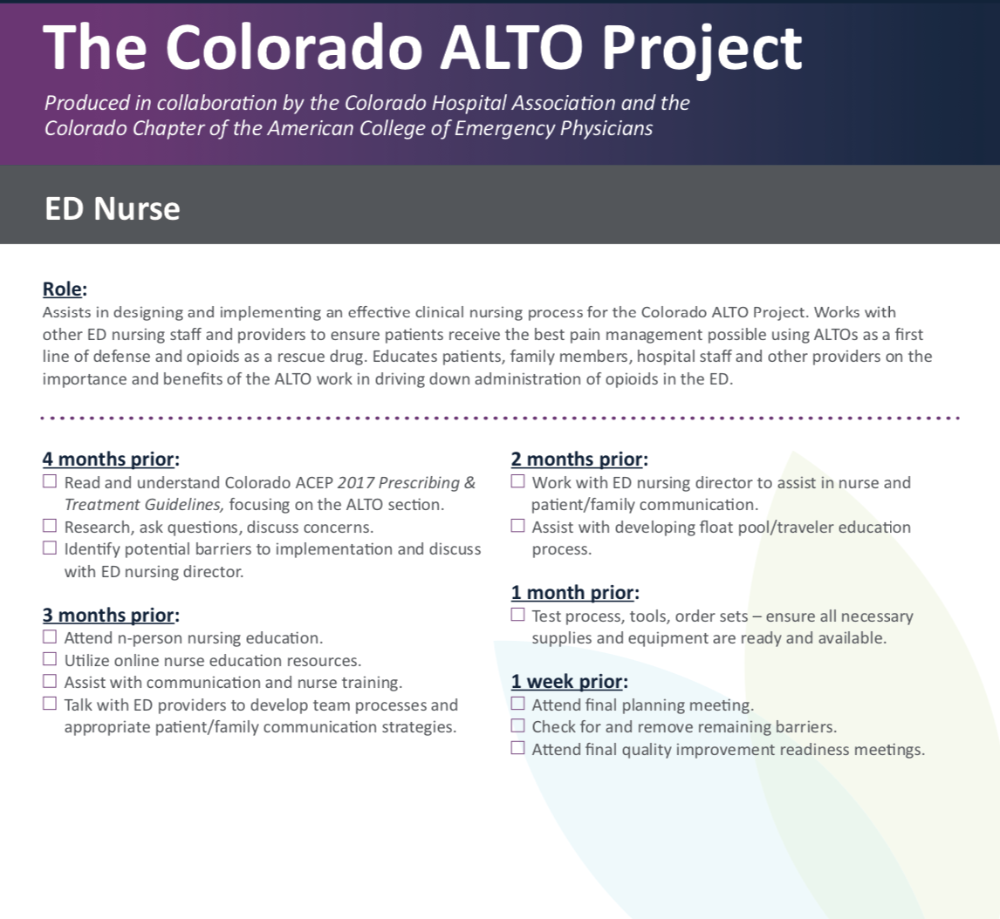 The Colorado ALTO Project
Produced in collaboration by the Colorado Hospital Association and the
Colorado Chapter of the American College of Emergency Physicians
ED Nurse
Role:
Assists in designing and implementing an effective clinical nursing process for the Colorado ALTO Project. Works with
other ED nursing staff and providers to ensure patients receive the best pain management possible using ALTOs as a first
line of defense and opioids as a rescue drug. Educates patients, family members, hospital staff and other providers on the
importance and benefits of the ALTO work in driving down administration of opioids in the ED.
4 months prior:
☐ Read and understand Colorado ACEP 2017 Prescribing &
Treatment Guidelines, focusing on the ALTO section.
☐ Research, ask questions, discuss concerns.
☐ Identify potential barriers to implementation and discuss
with ED nursing director.
3 months prior:
☐ Attend n-person nursing education.
☐ Utilize online nurse education resources.
☐ Assist with communication and nurse training.
☐ Talk with ED providers to develop team processes and
appropriate patient/family communication strategies.
2 months prior:
☐ Work with ED nursing director to assist in nurse and
patient/family communication.
☐ Assist with developing float pool/traveler education
process.
1 month prior:
☐ Test process, tools, order sets – ensure all necessary
supplies and equipment are ready and available.
1 week prior:
☐ Attend final planning meeting.
☐ Check for and remove remaining barriers.
☐ Attend final quality improvement readiness meetings.